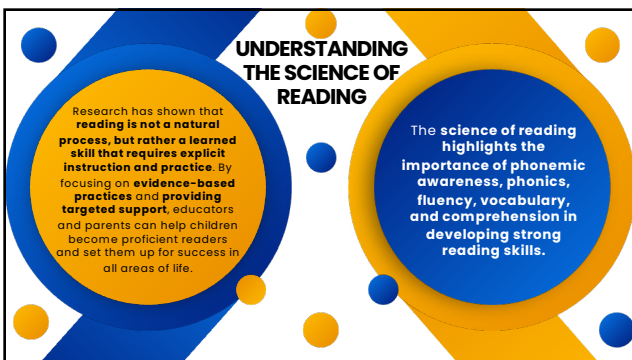 UNDERSTANDING
THE SCIENCE OF
READING
Research has shown that
reading is not a natural
process, but rather a learned
skill that requires explicit
instruction and practice. By
focusing on evidence-based
practices and providing
targeted support, educators
and parents can help children
become proficient readers
and set them up for success in
all areas of life.
The science of reading
highlights the
importance of phonemic
awareness, phonics,
fluency, vocabulary,
and comprehension in
developing strong
reading skills.